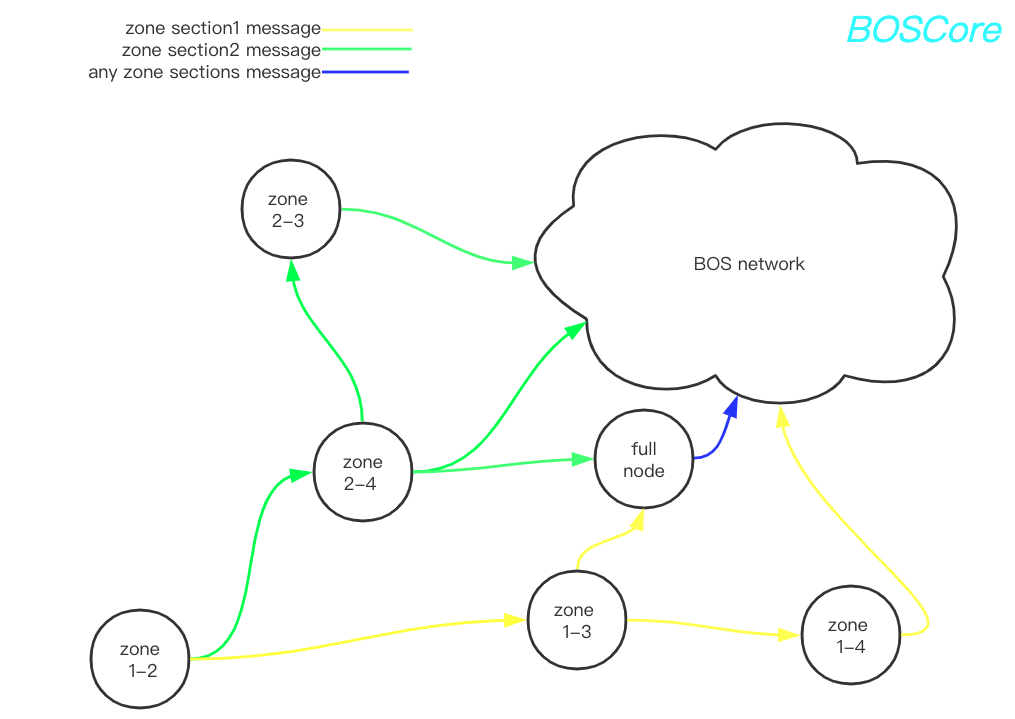 zone section1 message
zone section2 message
any zone sections message
BOSCore
zone
2-3
BOS network
zone
2-4
full
node
zone
1-3
zone
1-4
zone
1-2